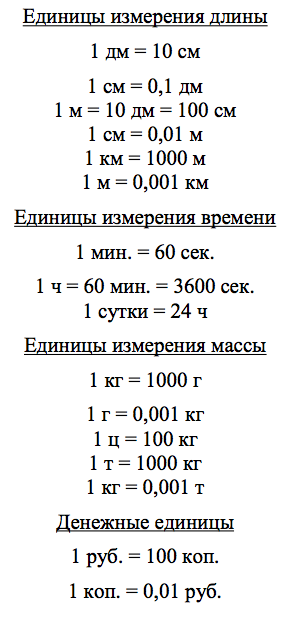 Единицы измерения длины
1 дм = 10 см
1 см = 0,1 дм
1 м = 10 дм = 100 см
1 см = 0,01 м
1 км = 1000 м
1 м = 0,001 км
Единицы измерения времени
1 мин. = 60 сек.
1 ч = 60 мин. = 3600 сек.
1 сутки = 24 ч
Единицы измерения массы
1 кг = 1000 г
1 г = 0,001 кг
1 ц = 100 кг
1 т = 1000 кг
1 кг = 0,001 т
Денежные единицы
1 руб. = 100 коп.
1 коп. = 0,01 руб.